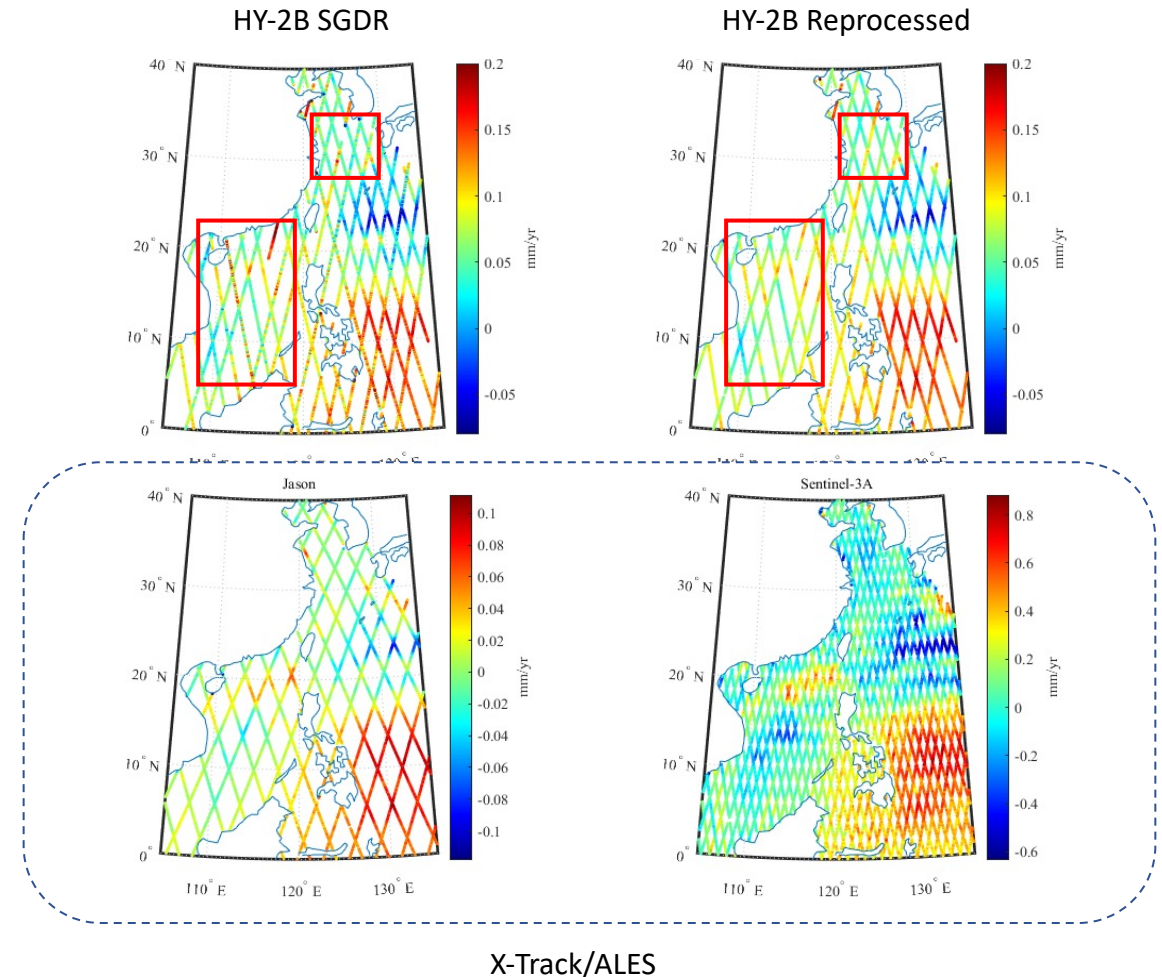 HY-2B SGDR
HY-2B Reprocessed
40° N
30° N
20° N
10° N
0°
0.2
0.15
0.1
0.05
0
-0.05
mm/yr
40° N
30° N
20° N
10° N
0°
0.2
0.15
0.1
0.05
0
-0.05
mm/yr
Jason
40° N
30° N
20° N
10° N
0°
110° E
120° E
130° E
0.1
0.08
0.06
0.04
0.02
0
-0.02
-0.04
-0.06
-0.08
-0.1
mm/yr
Sentinel-3A
40° N
30° N
20° N
10° N
0°
110° E
120° E
130° E
0.8
0.6
0.4
0.2
0
-0.2
-0.4
-0.6
mm/yr
X-Track/ALES